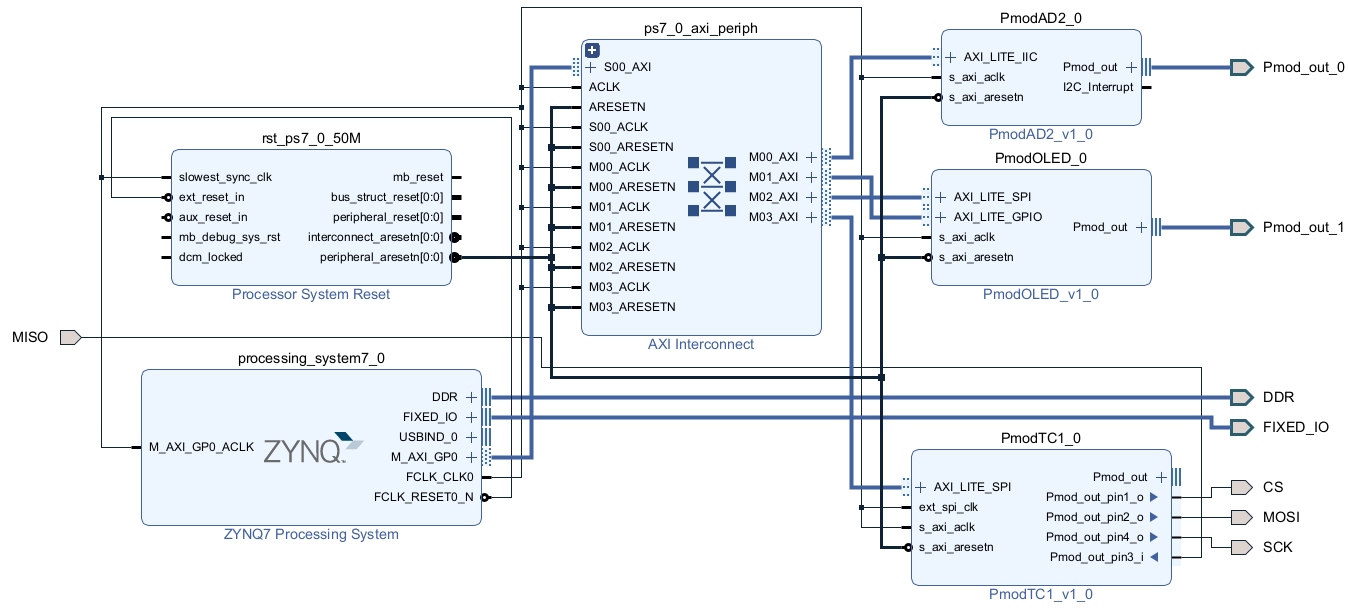 ps7_0_axi_periph
S00_AXI
ACLK
ARESETN
S00_ACLK
S00_ARESETN
M00_ACLK
M00_ARESETN
M01_ACLK
M01_ARESETN
M02_ACLK
M02_ARESETN
M03_ACLK
M03_ARESETN
M00_AXI
M01_AXI
M02_AXI
M03_AXI
AXI Interconnect
PmodAD2_0
AXI_LITE_IIC
s_axi_aclk
s_axi_aresetn
Pmod_out
I2C_Interrupt
PmodAD2_v1_0
Pmod_out_0
rst_ps7_0_50M
slowest_sync_clk
ext_reset_in
aux_reset_in
mb_debug_sys_rst
dcm_locked
mb_reset
bus_struct_reset[0:0]
peripheral_reset[0:0]
interconnect_aresetn[0:0]
peripheral_aresetn[0:0]
Processor System Reset
PmodOLED_0
AXI_LITE_SPI
AXI_LITE_GPIO
s_axi_aclk
s_axi_aresetn
Pmod_out
PmodOLED_v1_0
Pmod_out_1
MISO
processing_system7_0
M_AXI_GP0_ACLK
ZYNQ
DDR
FIXED_IO
USBIND_0
M_AXI_GP0
FCLK_CLK0
FCLK_RESET0_N
ZYNQ7 Processing System
DDR
FIXED_IO
PmodTC1_0
AXI_LITE_SPI
ext_spi_clk
s_axi_aclk
s_axi_aresetn
Pmod_out
Pmod_out_pin1_o
Pmod_out_pin2_o
Pmod_out_pin4_o
Pmod_out_pin3_i
PmodTC1_v1_0
CS
MOSI
SCK